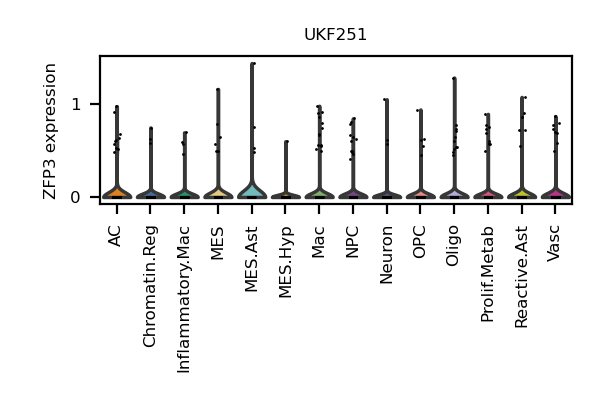 UKF251
ZFP3 expression
1
0
AC
Chromatin.Reg
Inflammatory.Mac
MES
MES.Ast
MES.Hyp
Mac
NPC
Neuron
OPC
Oligo
Prolif.Metab
Reactive.Ast
Vasc